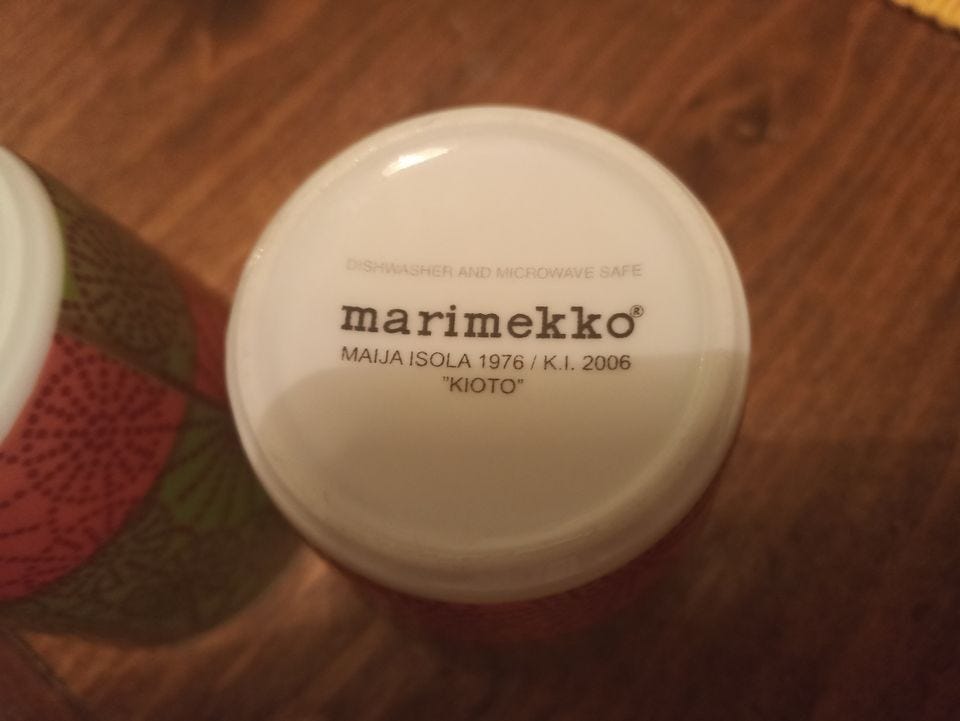 DISHWASHER AND MICROWAVE SAFE
marimekko®
MAIJA ISOLA 1976 / K.I. 2006
"KIOTO"